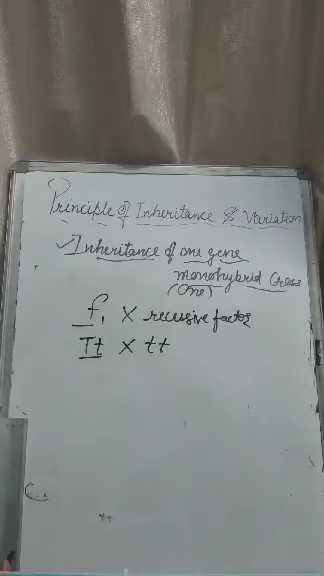 Principle of Inheritance & Variation
✓Inheritance of one gene
monohybrid Cross
(One)
f₁ × recessive factor
Tt × tt